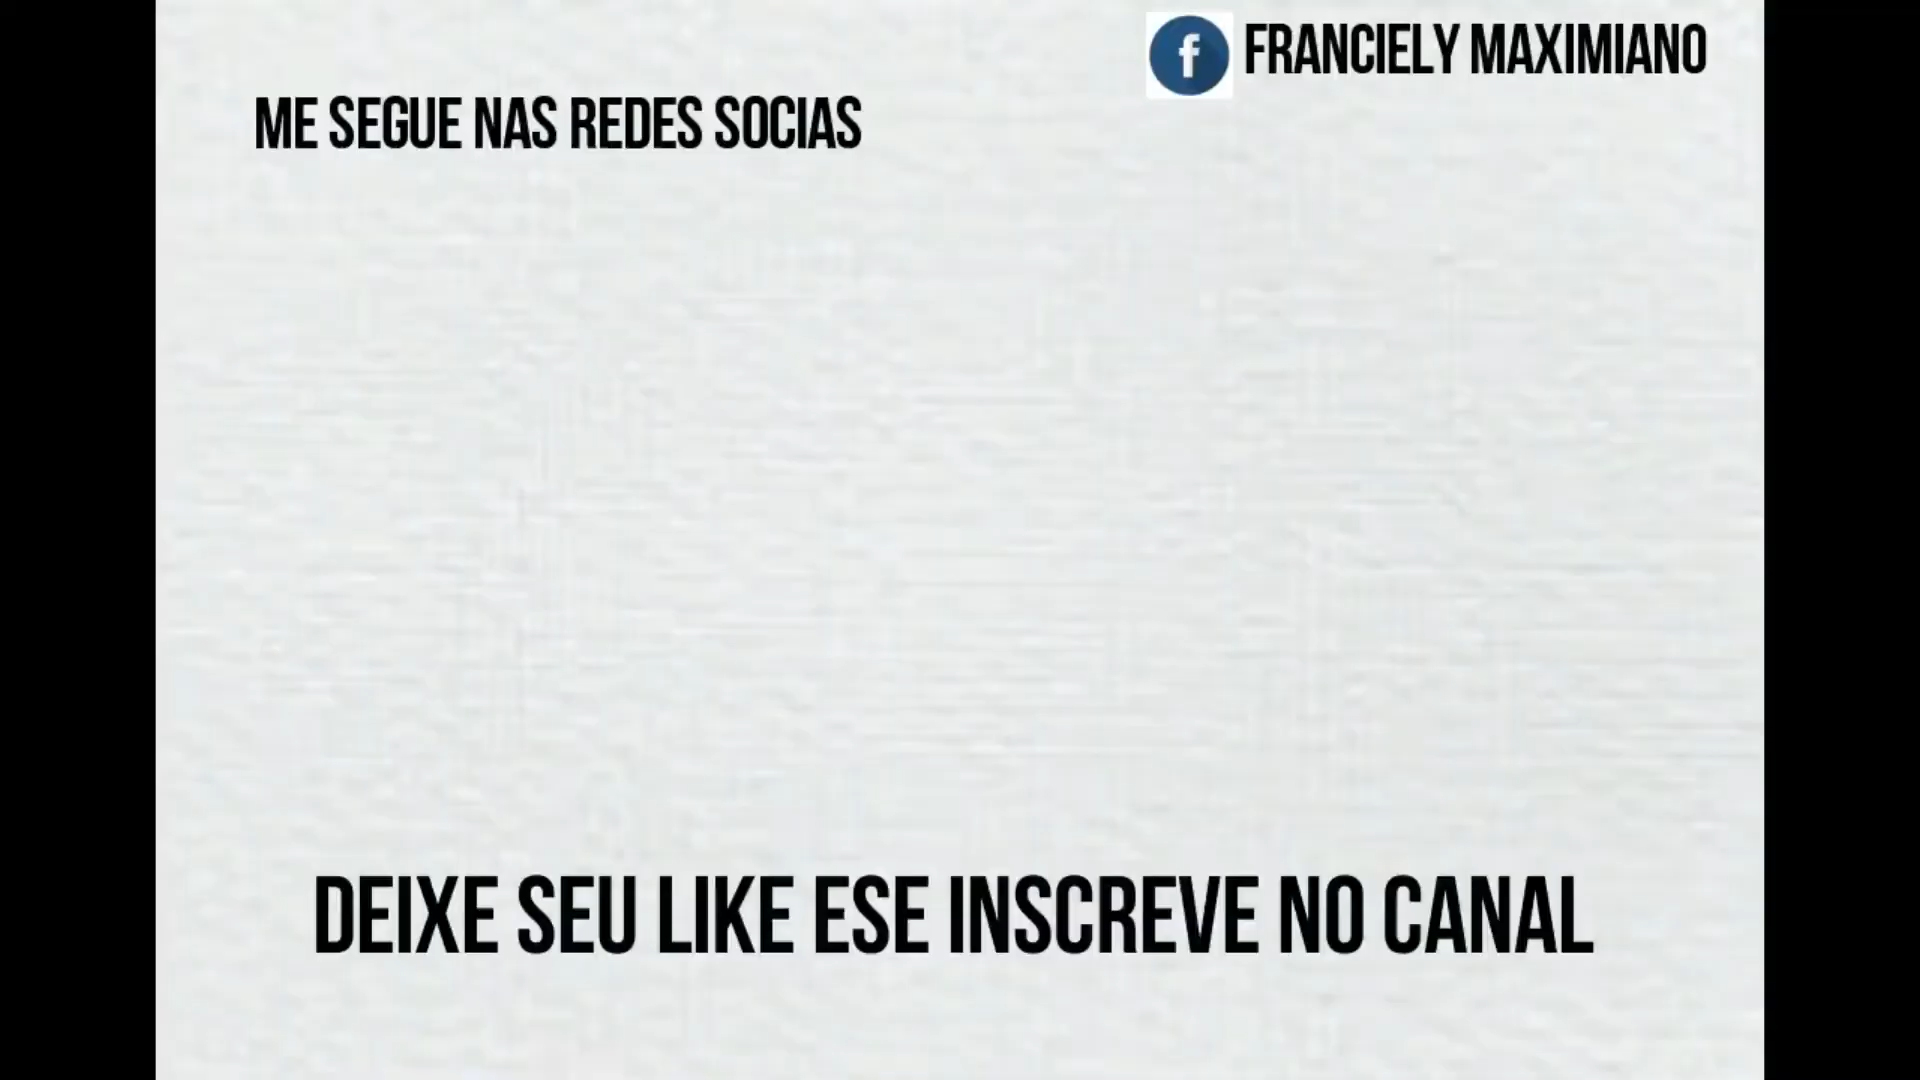 FRANCIELY MAXIMIANO
ME SEGUE NAS REDES SOCIAS
DEIXE SEU LIKE ESE INSCREVE NO CANAL